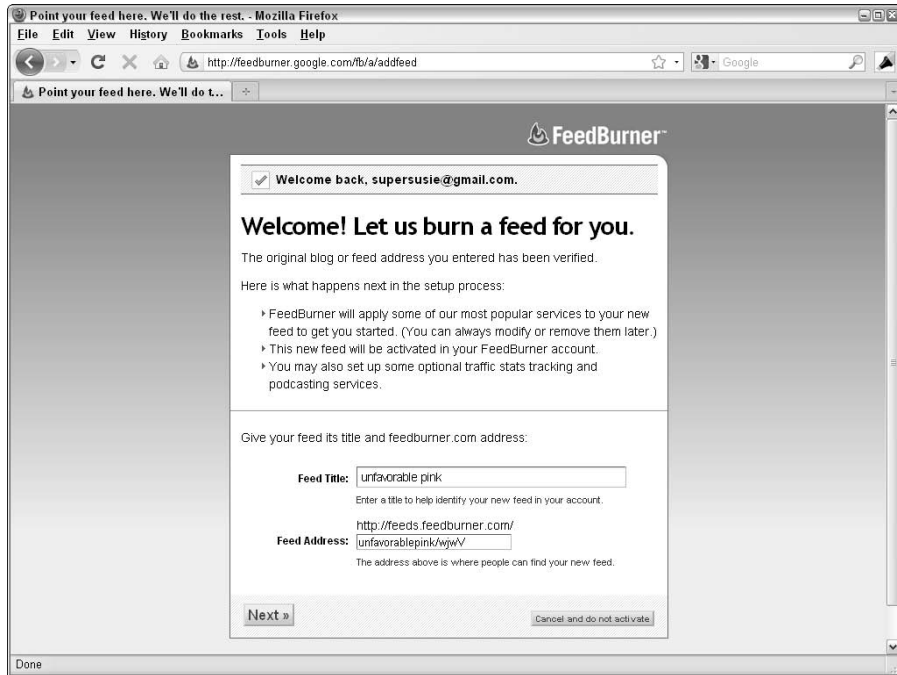 Point your feed here. We'll do the rest. - Mozilla Firefox
File Edit View History Bookmarks Tools Help
http://feedburner.google.com/fb/a/addfeed
Google
Point your feed here. We'll do t...
FeedBurner™
Welcome back, supersusie@gmail.com.
Welcome! Let us burn a feed for you.
The original blog or feed address you entered has been verified.
Here is what happens next in the setup process:
FeedBurner will apply some of our most popular services to your new
feed to get you started. (You can always modify or remove them later.)
This new feed will be activated in your FeedBurner account.
You may also set up some optional traffic stats tracking and
podcasting services.
Give your feed its title and feedburner.com address:
Feed Title: unfavorable pink
Enter a title to help identify your new feed in your account.
http://feeds.feedburner.com/
Feed Address: unfavorablepink/wjwV
The address above is where people can find your new feed.
Next »
Cancel and do not activate
Done